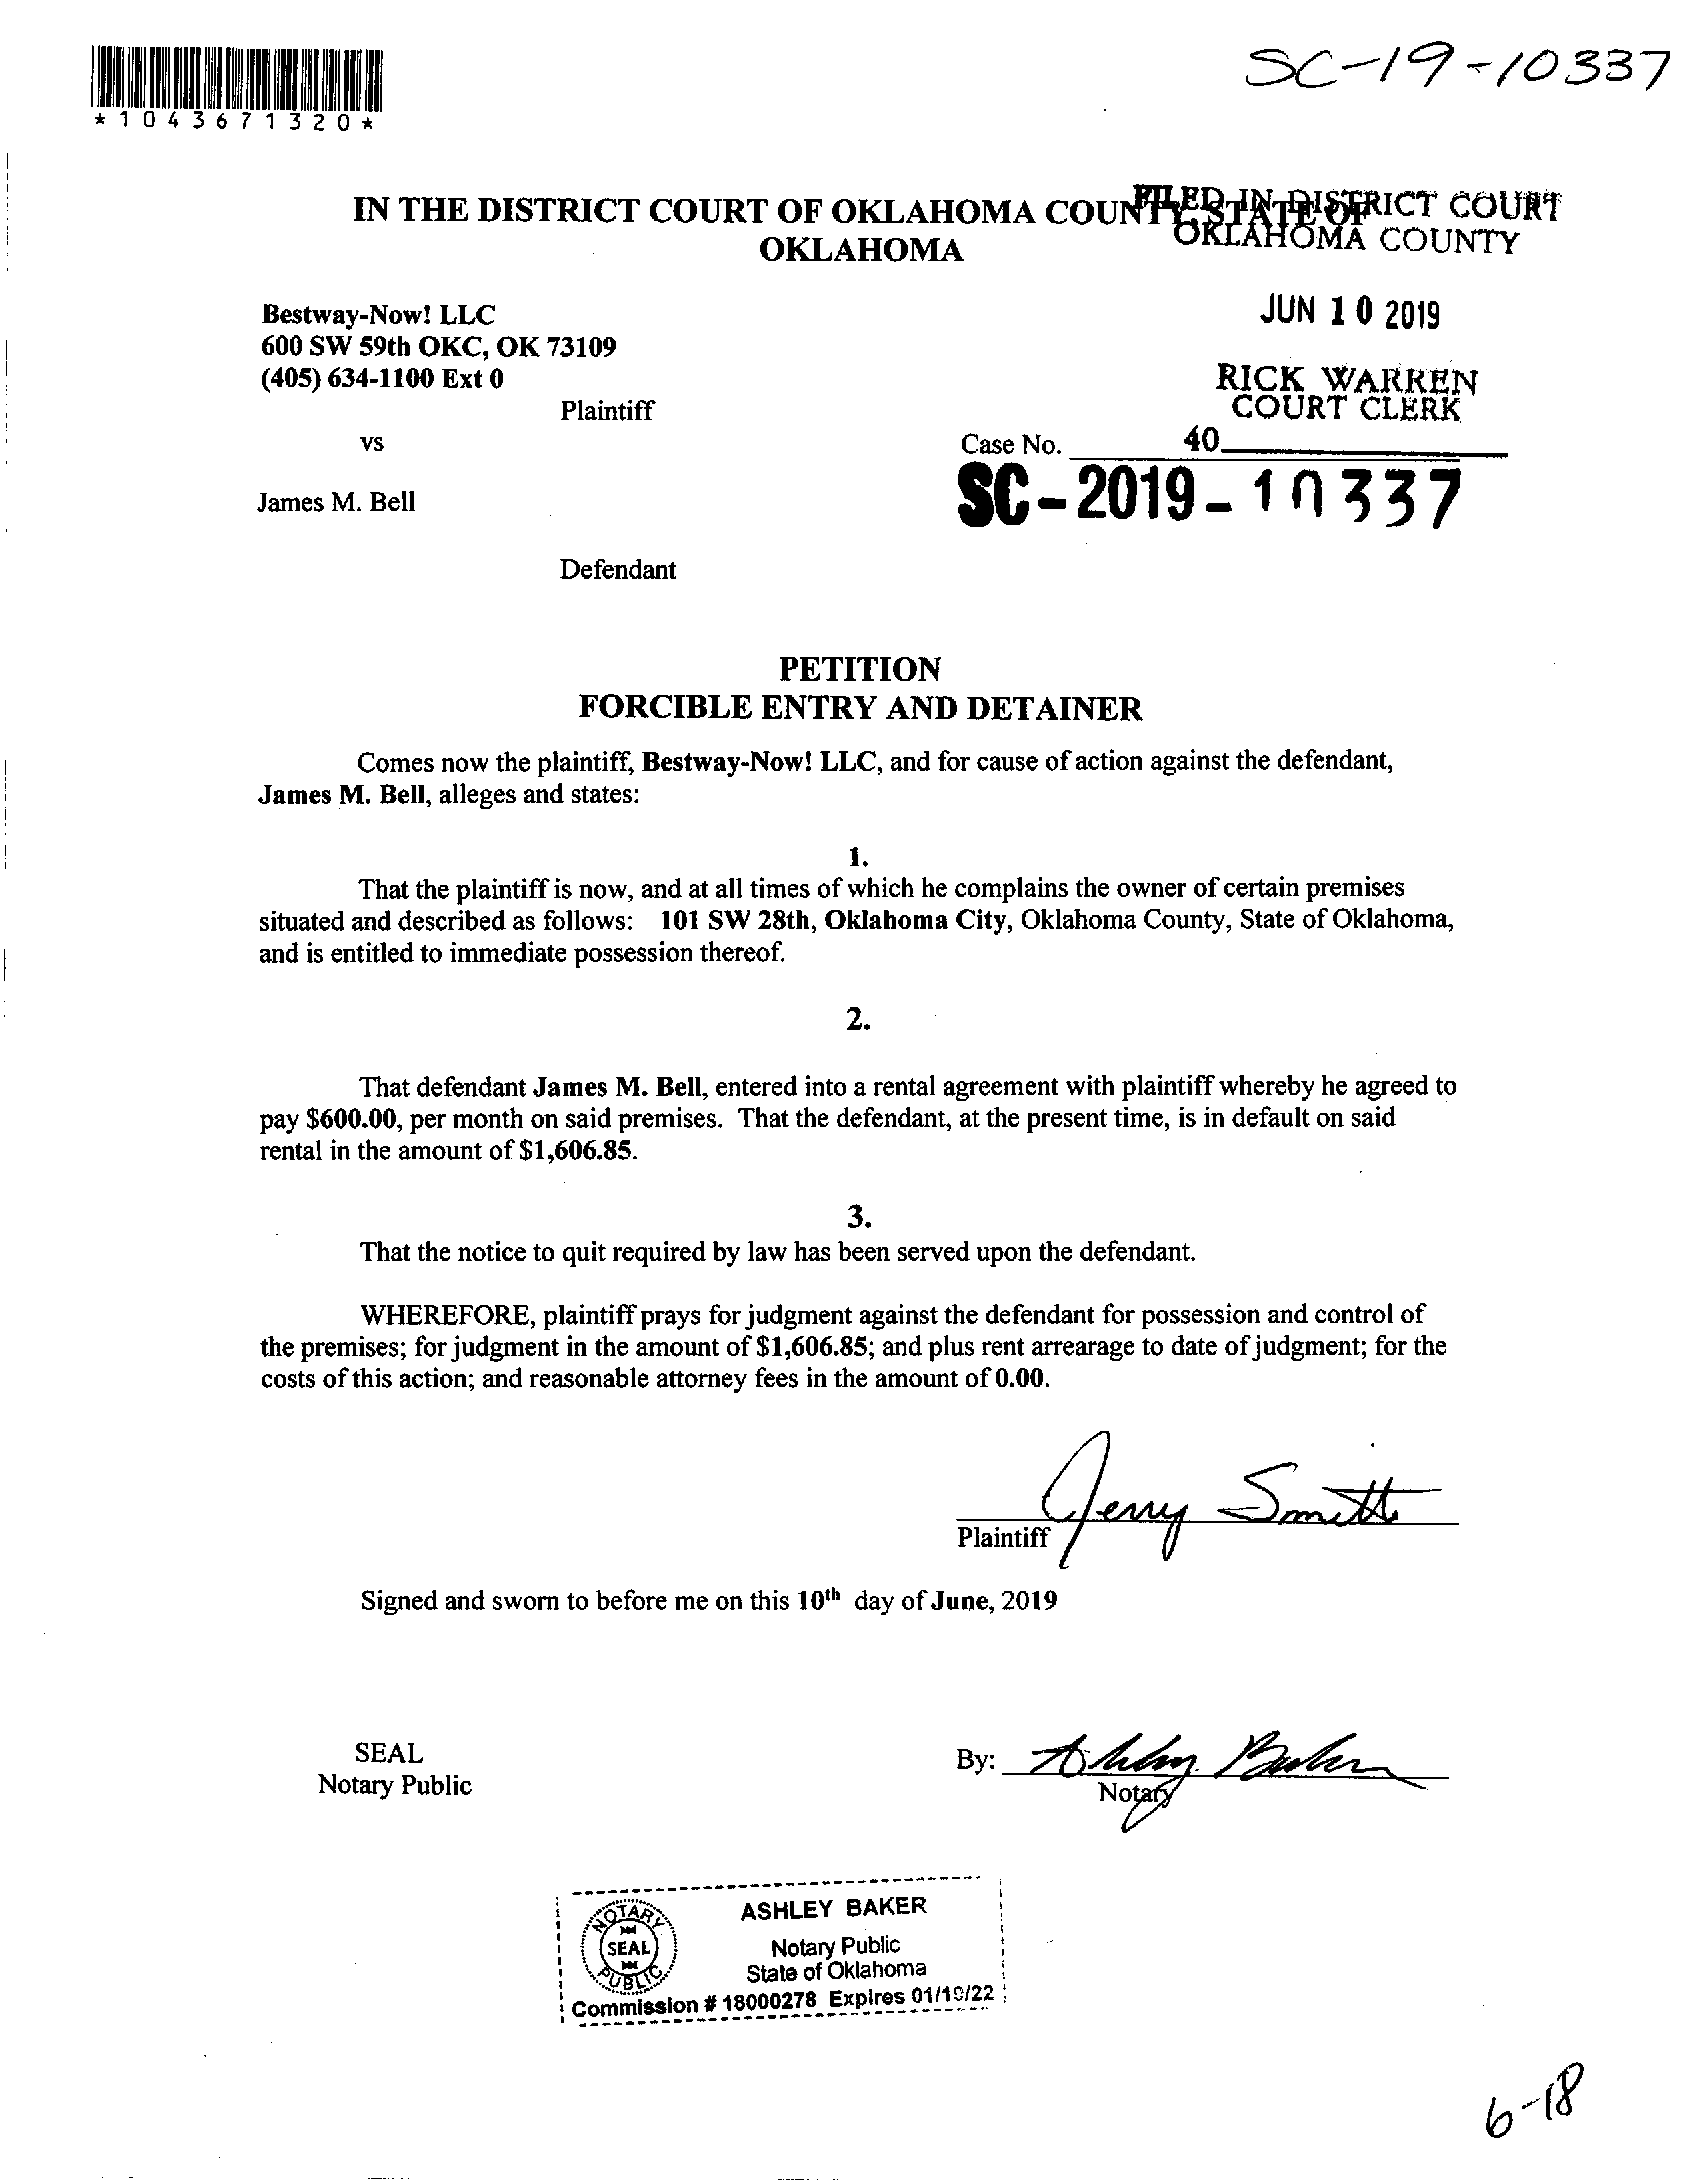 *1043671320*
SC-19-10337
IN THE DISTRICT COURT OF OKLAHOMA COUNTY, STATE OF
OKLAHOMA
FILED IN DISTRICT COURT
OKLAHOMA COUNTY
JUN 10 2019
RICK WARREN
COURT CLERK
40
Bestway-Now! LLC
600 SW 59th OKC, OK 73109
(405) 634-1100 Ext 0
Plaintiff
vs
Case No.
SC-2019-10337
James M. Bell
Defendant
PETITION
FORCIBLE ENTRY AND DETAINER
Comes now the plaintiff, Bestway-Now! LLC, and for cause of action against the defendant,
James M. Bell, alleges and states:
1.
That the plaintiff is now, and at all times of which he complains the owner of certain premises
situated and described as follows: 101 SW 28th, Oklahoma City, Oklahoma County, State of Oklahoma,
and is entitled to immediate possession thereof.
2.
That defendant James M. Bell, entered into a rental agreement with plaintiff whereby he agreed to
pay $600.00, per month on said premises. That the defendant, at the present time, is in default on said
rental in the amount of $1,606.85.
3.
That the notice to quit required by law has been served upon the defendant.
WHEREFORE, plaintiff prays for judgment against the defendant for possession and control of
the premises; for judgment in the amount of $1,606.85; and plus rent arrearage to date of judgment; for the
costs of this action; and reasonable attorney fees in the amount of 0.00.
Jerry Smith
Plaintiff
Signed and sworn to before me on this 10th day of June, 2019
SEAL
Notary Public
By: Ashley Baker
Notary
NOTARY
SEAL
PUBLIC
ASHLEY BAKER
Notary Public
State of Oklahoma
Commission # 18000278 Expires 01/10/22
6-18